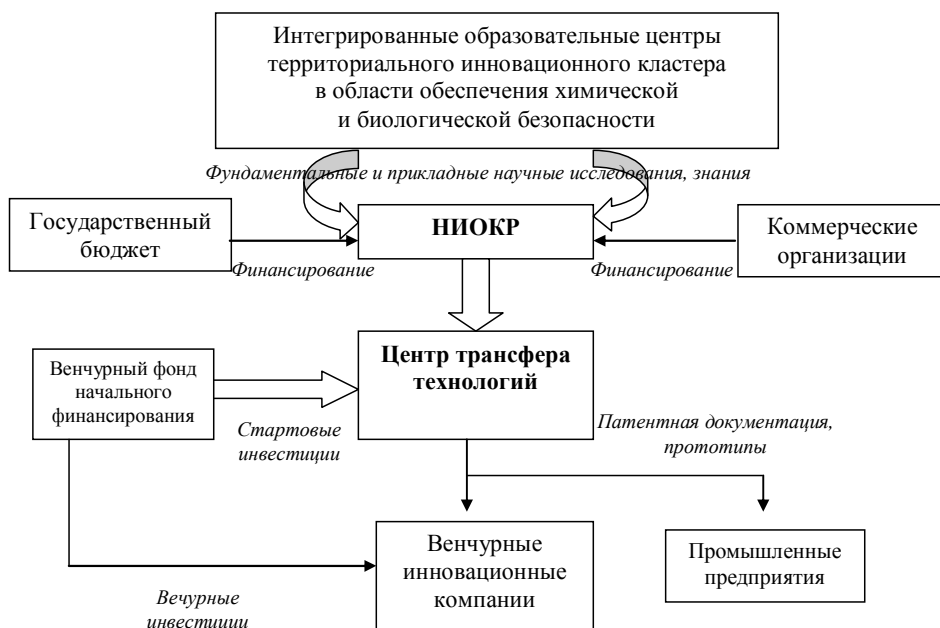 Интегрированные образовательные центры
территориального инновационного кластера
в области обеспечения химической
и биологической безопасности
Фундаментальные и прикладные научные исследования, знания
Государственный
бюджет
НИОКР
Коммерческие
организации
Финансирование
Финансирование
Центр трансфера
технологий
Венчурный фонд
начального
финансирования
Стартовые
инвестиции
Патентная документация,
прототипы
Венчурные
инновационные
компании
Промышленные
предприятия
Вечурные
инвестиции